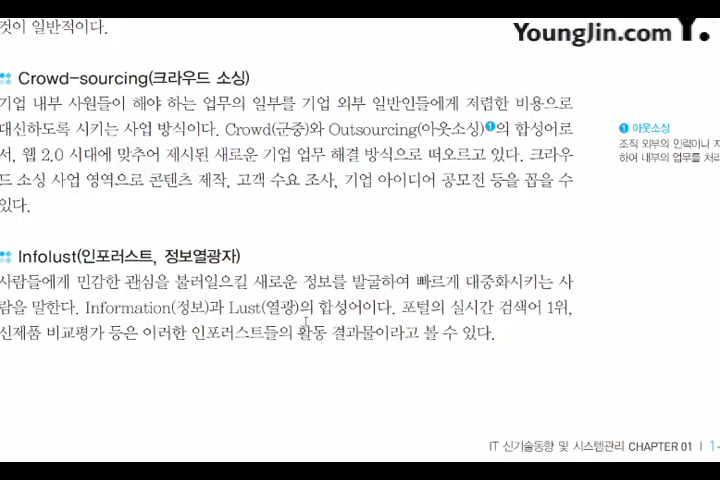 것이 일반적이다.
YoungJin.com Y.
Crowd-sourcing(크라우드 소싱)
기업 내부 사원들이 해야 하는 업무의 일부를 기업 외부 일반인들에게 저렴한 비용으로
대신하도록 시키는 사업 방식이다. Crowd(군중)와 Outsourcing(아웃소싱)❶의 합성어로
서, 웹 2.0 시대에 맞추어 제시된 새로운 기업 업무 해결 방식으로 떠오르고 있다. 크라우
드 소싱 사업 영역으로 콘텐츠 제작, 고객 수요 조사, 기업 아이디어 공모전 등을 꼽을 수
있다.
❶ 아웃소싱
조직 외부의 인력이나
하여 내부의 업무를 처리
Infolust(인포러스트, 정보열광자)
사람들에게 민감한 관심을 불러일으킬 새로운 정보를 발굴하여 빠르게 대중화시키는 사
람을 말한다. Information(정보)과 Lust(열광)의 합성어이다. 포털의 실시간 검색어 1위,
신제품 비교평가 등은 이러한 인포러스트들의 활동 결과물이라고 볼 수 있다.
IT 신기술동향 및 시스템관리 CHAPTER 01 | 1-